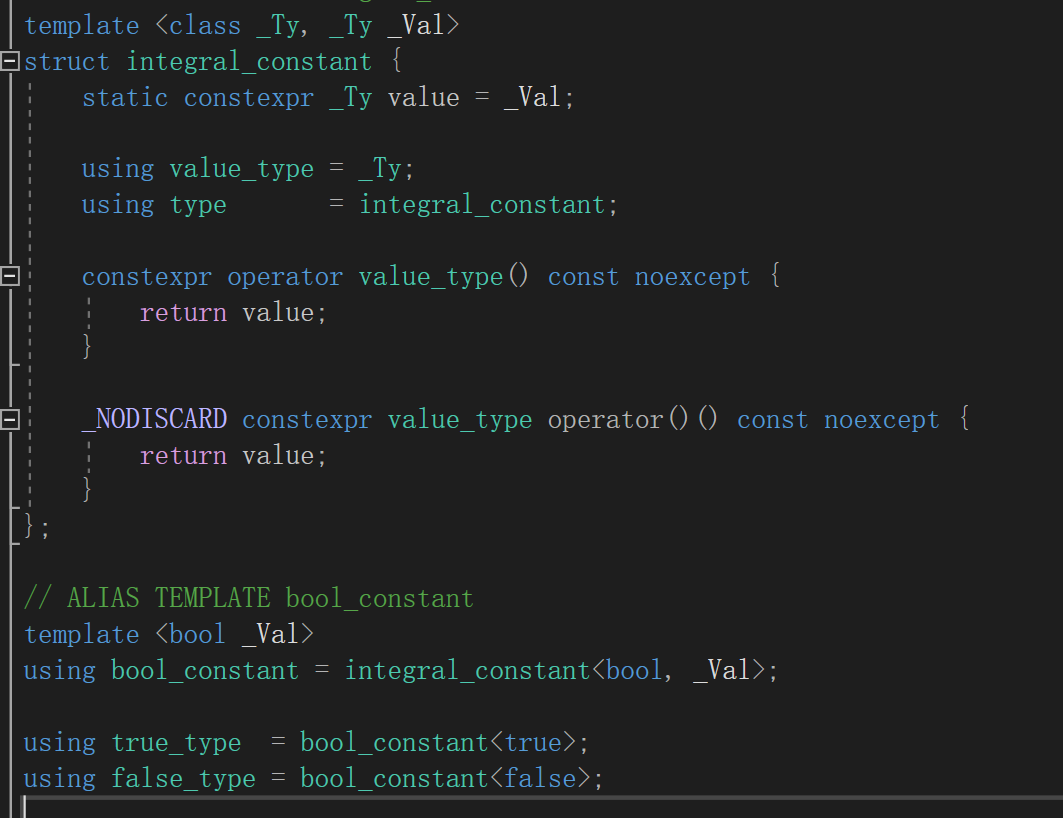 template <class _Ty, _Ty _Val>
struct integral_constant {
    static constexpr _Ty value = _Val;

    using value_type = _Ty;
    using type       = integral_constant;

    constexpr operator value_type() const noexcept {
        return value;
    }

    _NODISCARD constexpr value_type operator()() const noexcept {
        return value;
    }
};

// ALIAS TEMPLATE bool_constant
template <bool _Val>
using bool_constant = integral_constant<bool, _Val>;

using true_type  = bool_constant<true>;
using false_type = bool_constant<false>;